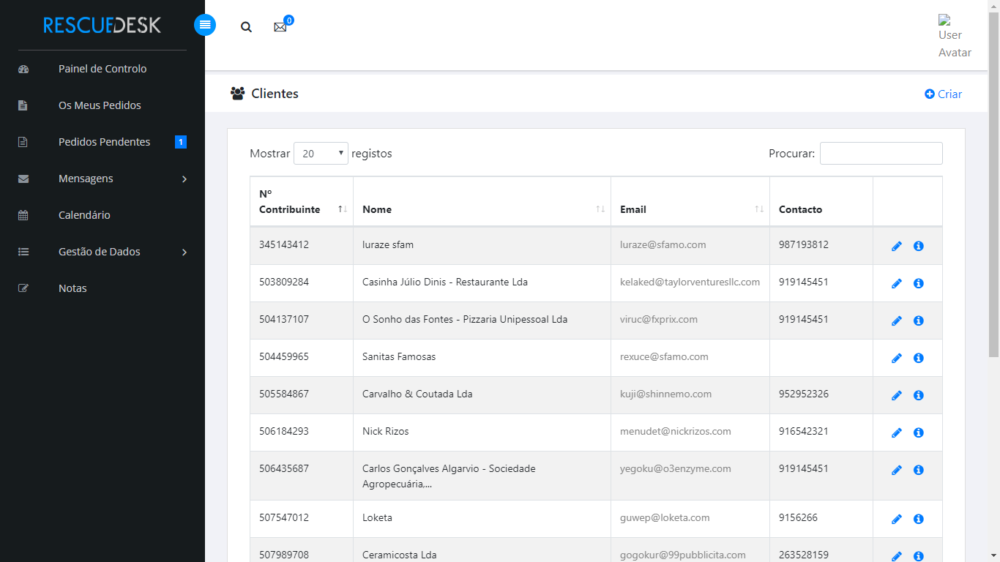 RESCUEDESK
0
User
Avatar
Painel de Controlo
Os Meus Pedidos
Pedidos Pendentes 1
Mensagens
Calendário
Gestão de Dados
Notas
Clientes
Criar
Mostrar 20 registos
Procurar:
Nº
Contribuinte Nome Email Contacto
345143412 luraze sfam luraze@sfamo.com 987193812
503809284 Casinha Júlio Dinis - Restaurante Lda kelaked@taylorventuresllc.com 919145451
504137107 O Sonho das Fontes - Pizzaria Unipessoal Lda viruc@fxprix.com 919145451
504459965 Sanitas Famosas rexuce@sfamo.com
505584867 Carvalho & Coutada Lda kuji@shinnemo.com 952952326
506184293 Nick Rizos menudet@nickrizos.com 916542321
506435687 Carlos Gonçalves Algarvio - Sociedade yegoku@o3enzyme.com 919145451
Agropecuária,...
507547012 Loketa guwep@loketa.com 9156266
507989708 Ceramicosta Lda gogokur@99pubblicita.com 263528159